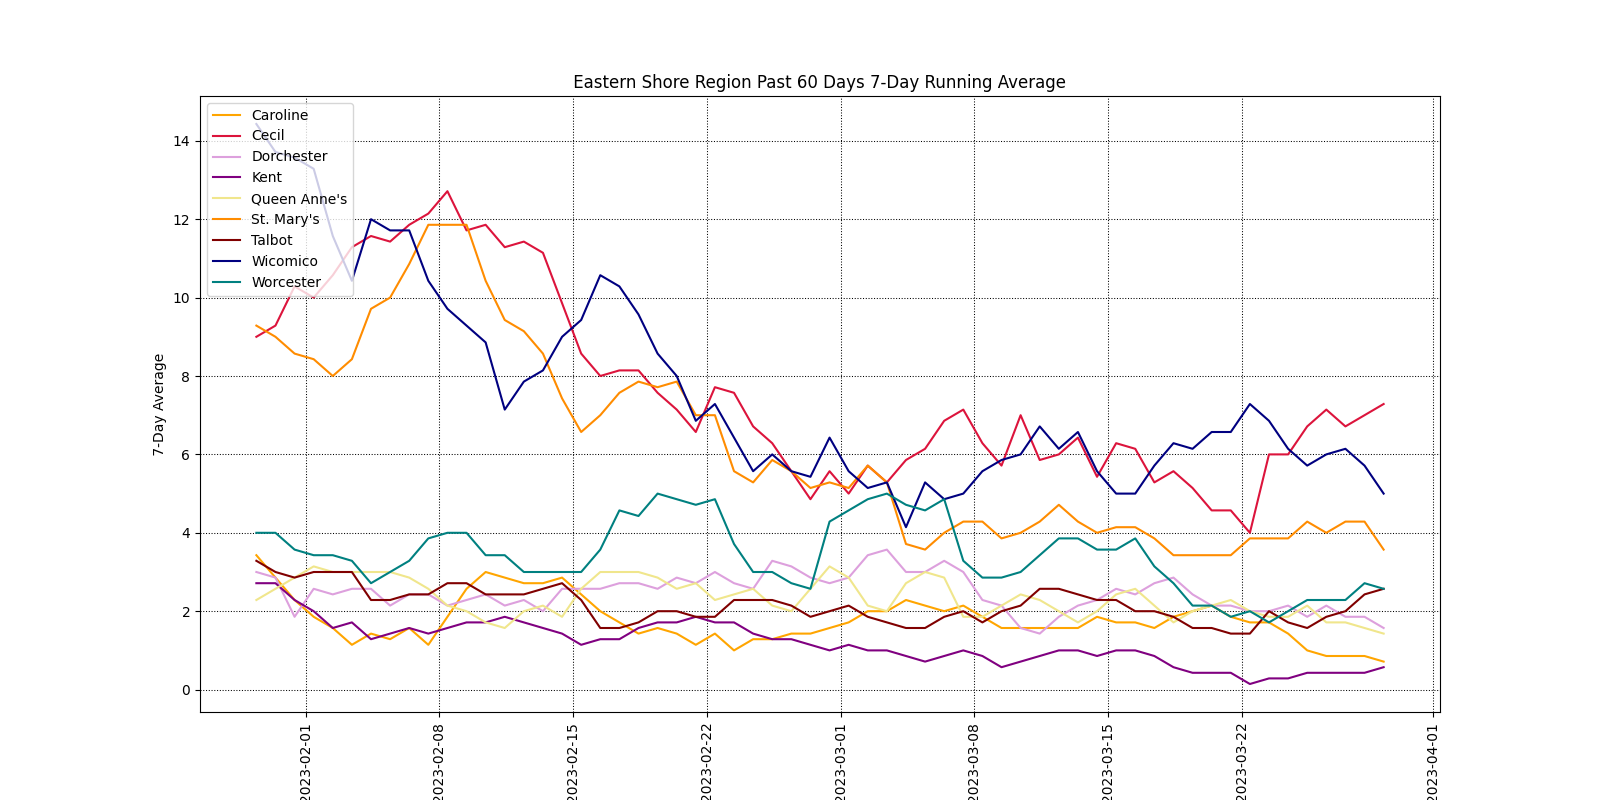 Eastern Shore Region Past 60 Days 7-Day Running Average
Caroline
Cecil
Dorchester
Kent
Queen Anne's
St. Mary's
Talbot
Wicomico
Worcester
7-Day Average
14
12
10
8
6
4
2
0
2023-02-01
2023-02-08
2023-02-15
2023-02-22
2023-03-01
2023-03-08
2023-03-15
2023-03-22
2023-04-01